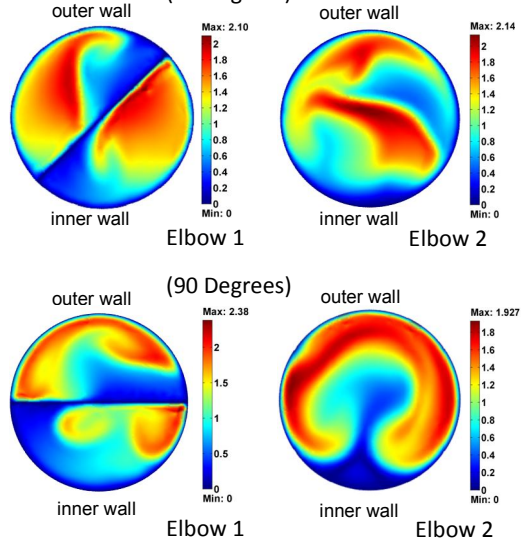 outer wall
Max: 2.10
2
1.8
1.6
1.4
1.2
1
0.8
0.6
0.4
0.2
0
Min: 0
inner wall
Elbow 1
outer wall
Max: 2.14
2
1.8
1.6
1.4
1.2
1
0.8
0.6
0.4
0.2
0
Min: 0
inner wall
Elbow 2
(90 Degrees)
outer wall
Max: 2.38
2
1.5
1
0.5
0
Min: 0
inner wall
Elbow 1
outer wall
Max: 1.927
1.8
1.6
1.4
1.2
1
0.8
0.6
0.4
0.2
0
Min: 0
inner wall
Elbow 2